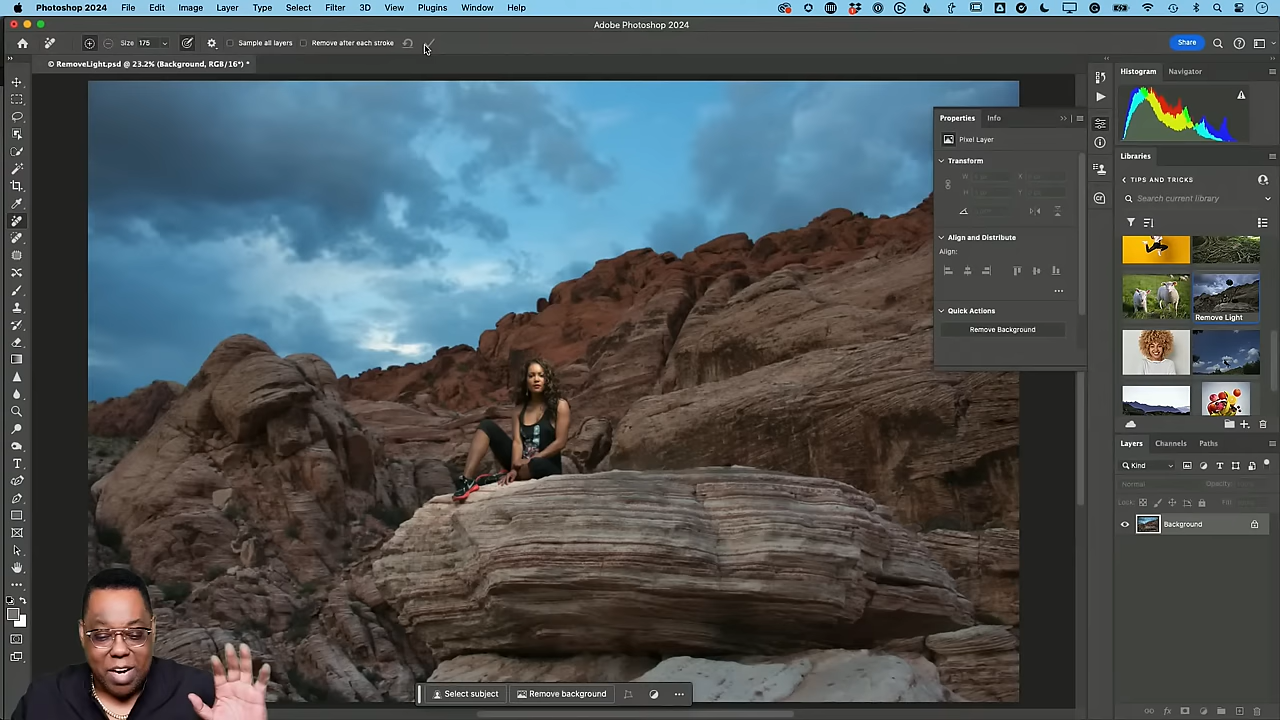 Photoshop 2024 File Edit Image Layer Type Select Filter 3D View Plugins Window Help
Adobe Photoshop 2024
Size 175 Sample all layers Remove after each stroke Share
© RemoveLight.psd @ 23.2% (Background, RGB/16*) *
Histogram Navigator
Properties Info
Pixel Layer
Transform
W
X
H
Y
Align and Distribute
Align:
Quick Actions
Remove Background
Libraries
TIPS AND TRICKS
Search current library
Remove Light
Layers Channels Paths
Kind
Normal Opacity:
Lock: Fill:
Background
Select subject Remove background